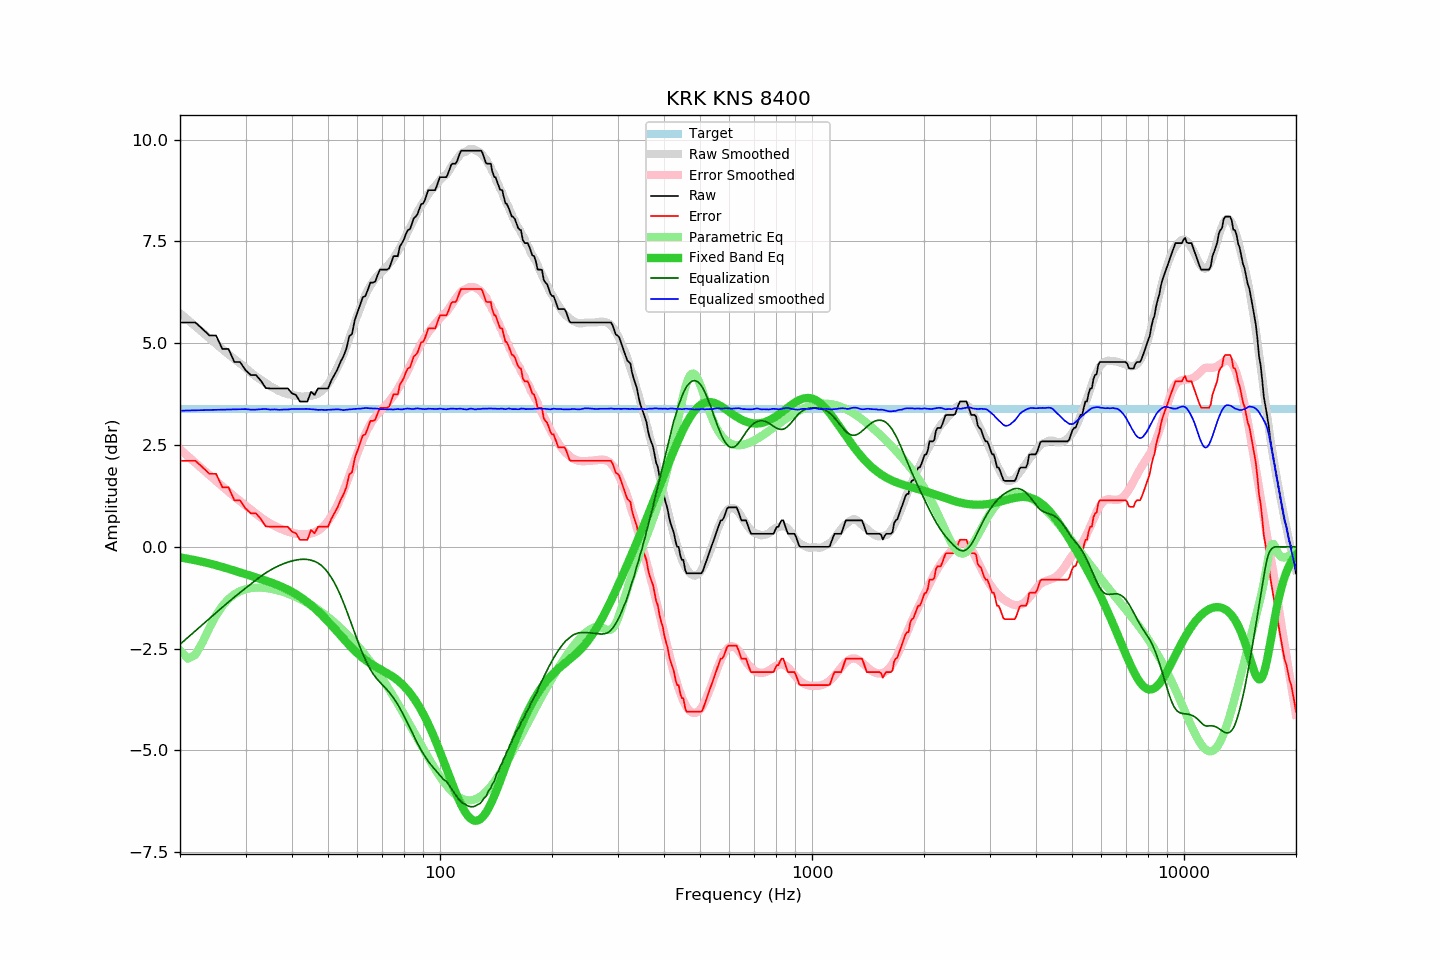 KRK KNS 8400
Target
Raw Smoothed
Error Smoothed
Raw
Error
Parametric Eq
Fixed Band Eq
Equalization
Equalized smoothed
10.0
7.5
5.0
2.5
0.0
−2.5
−5.0
−7.5
Amplitude (dBr)
100
1000
10000
Frequency (Hz)